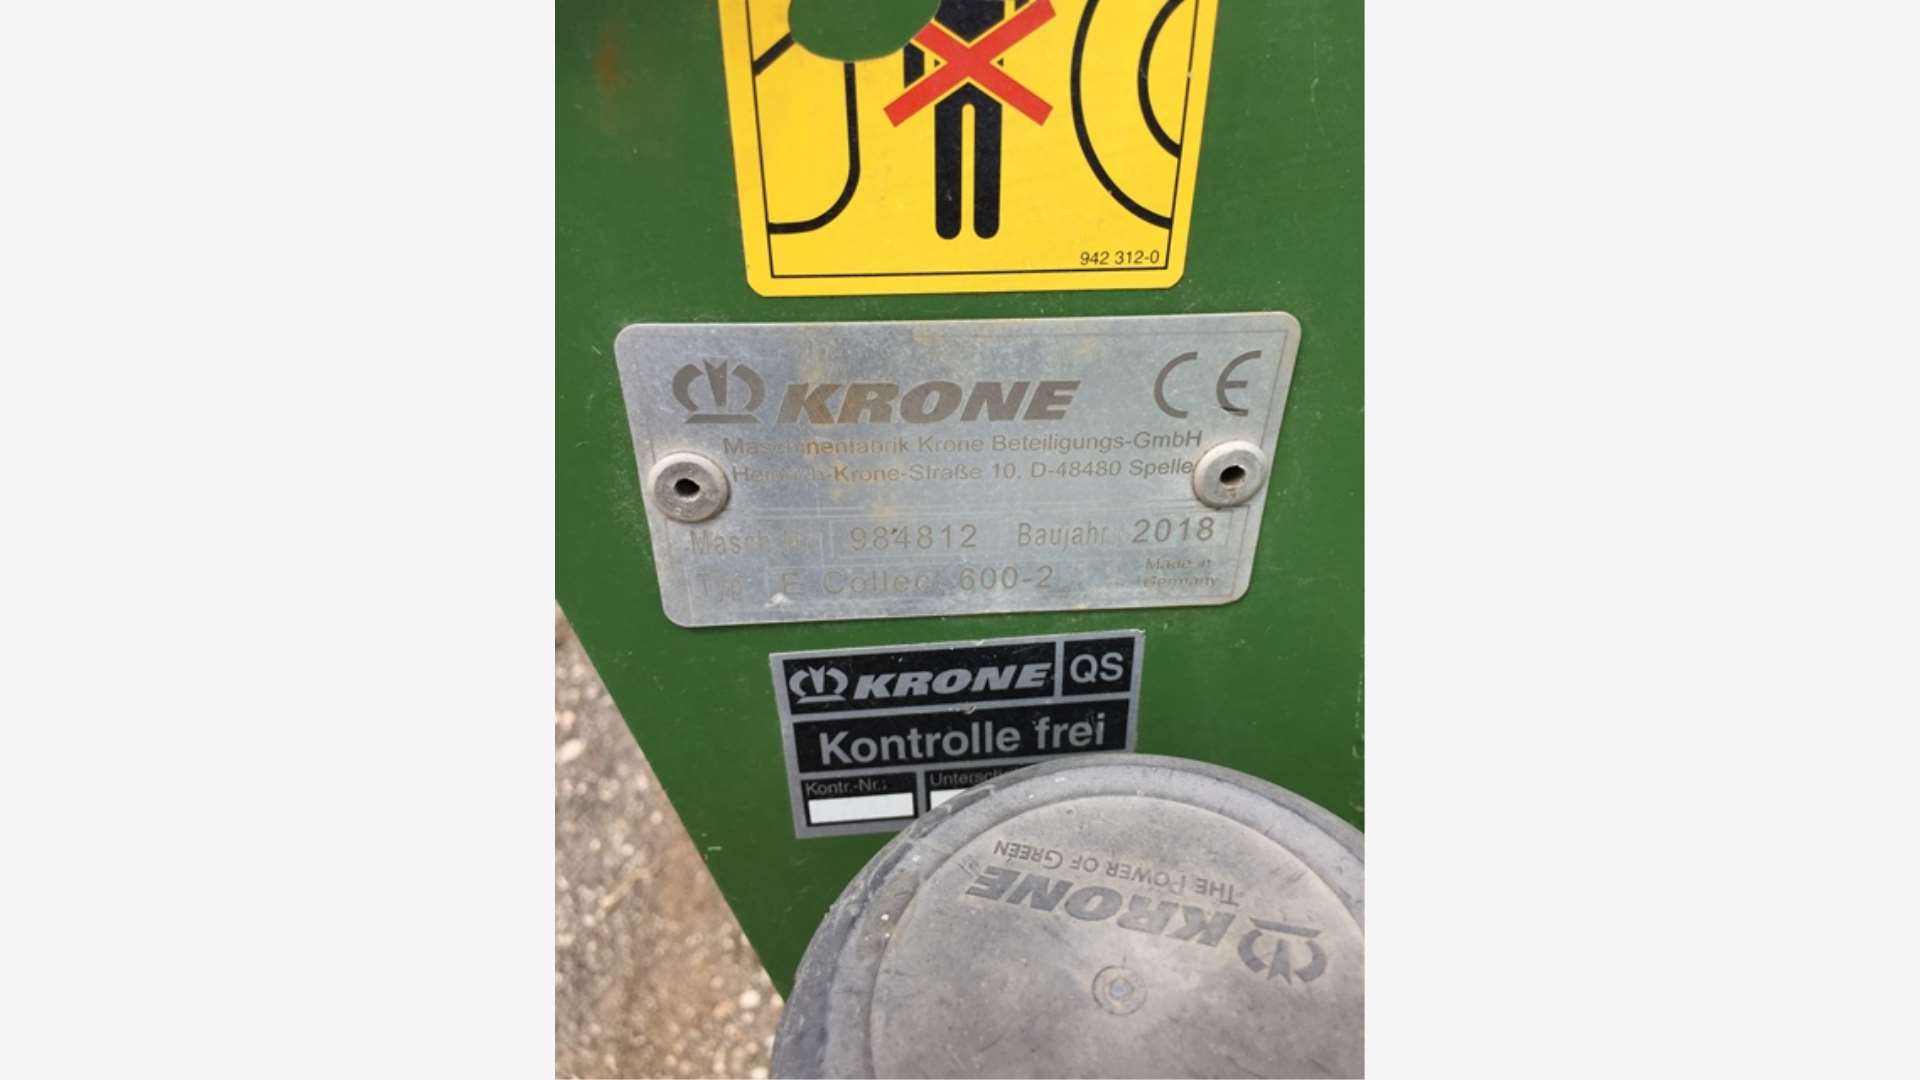 942 312-0
KRONE CE
Maschinenfabrik Krone Beteiligungs-GmbH
Heinrich-Krone-Straße 10, D-48480 Spelle
Masch.Nr. 984812 Baujahr 2018
Typ E Collect 600-2 Made in
Germany
KRONE QS
Kontrolle frei
Kontr.-Nr.:
KRONE
THE POWER OF GREEN